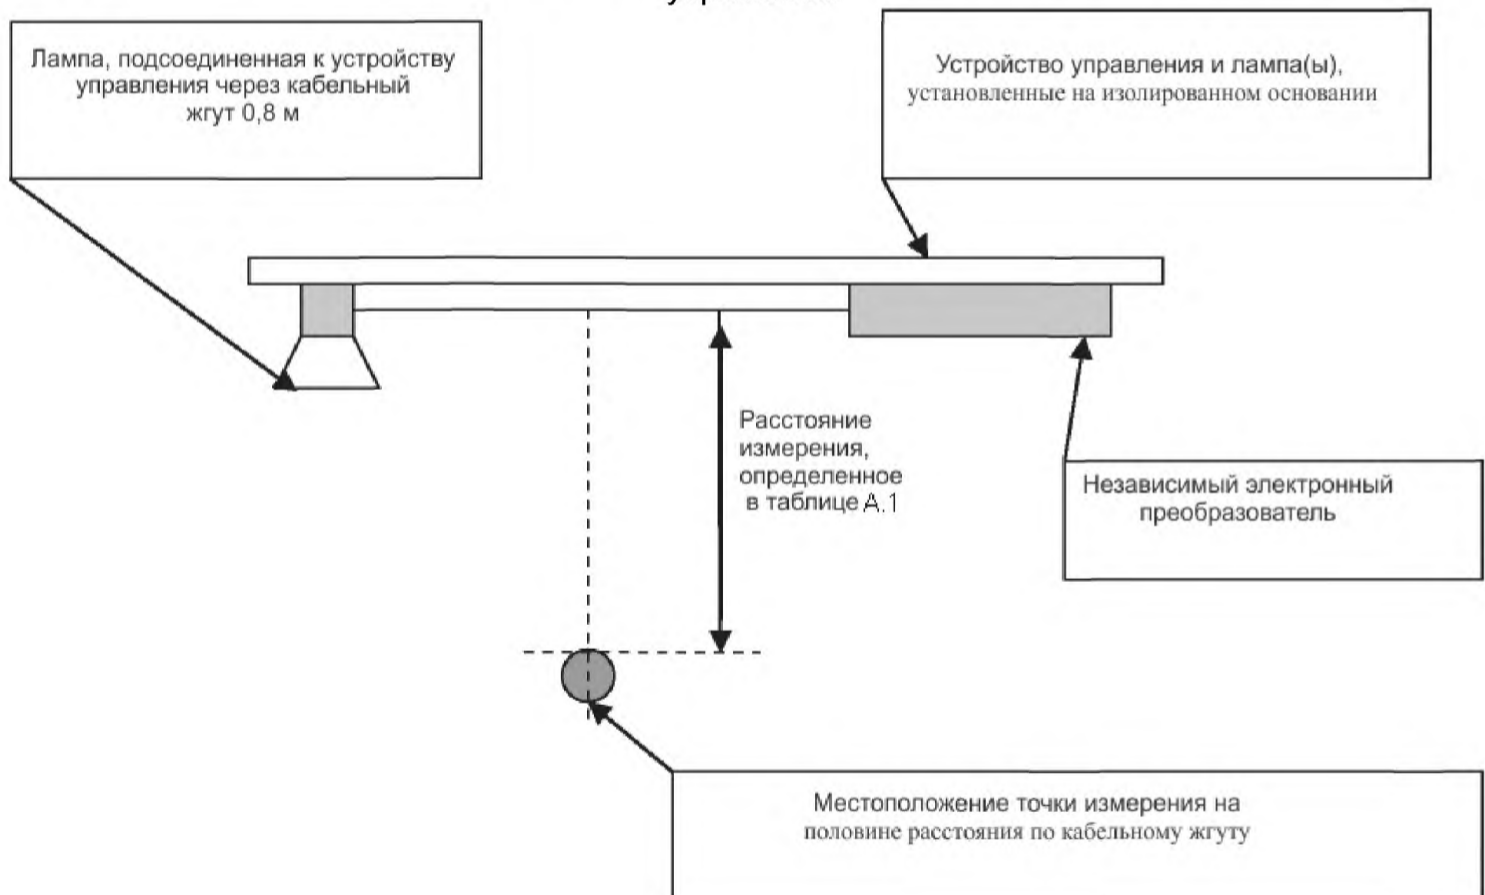 Лампа, подсоединенная к устройству
управления через кабельный
жгут 0,8 м
Устройство управления и лампа(ы),
установленные на изолированном основании
Расстояние
измерения,
определенное
в таблице А.1
Независимый электронный
преобразователь
Местоположение точки измерения на
половине расстояния по кабельному жгуту